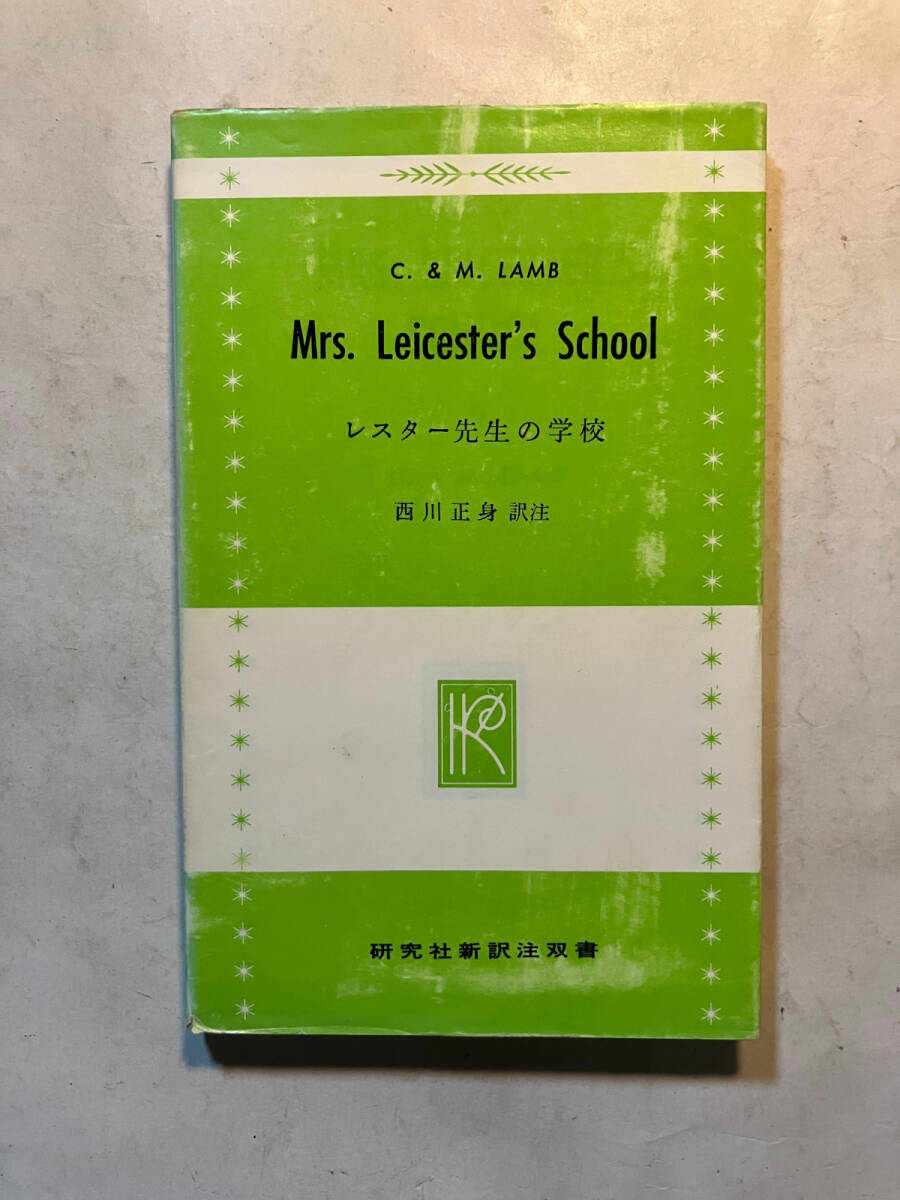 C. & M. LAMB
Mrs. Leicester's School
レスター先生の学校
西川正身 訳注
研究社新訳注双書